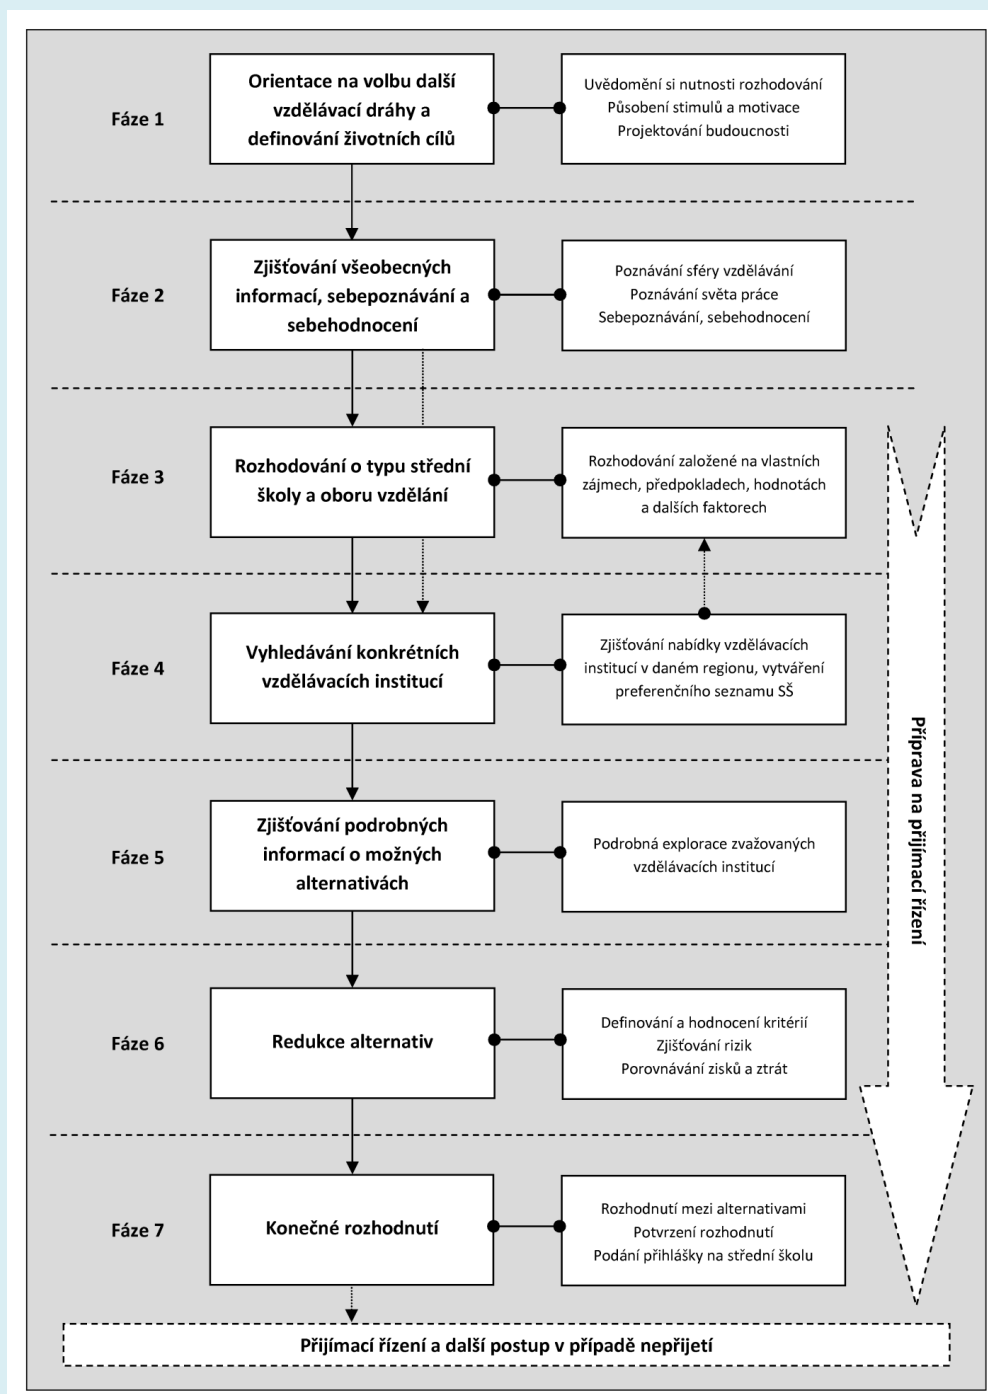 Fáze 1
Orientace na volbu další
vzdělávací dráhy a
definování životních cílů
Uvědomění si nutnosti rozhodování
Působení stimulů a motivace
Projektování budoucnosti
Fáze 2
Zjišťování všeobecných
informací, sebepoznávání a
sebehodnocení
Poznávání sféry vzdělávání
Poznávání světa práce
Sebepoznávání, sebehodnocení
Fáze 3
Rozhodování o typu střední
školy a oboru vzdělání
Rozhodování založené na vlastních
zájmech, předpokladech, hodnotách
a dalších faktorech
Fáze 4
Vyhledávání konkrétních
vzdělávacích institucí
Zjišťování nabídky vzdělávacích
institucí v daném regionu, vytváření
preferenčního seznamu SŠ
Fáze 5
Zjišťování podrobných
informací o možných
alternativách
Podrobná explorace zvažovaných
vzdělávacích institucí
Fáze 6
Redukce alternativ
Definování a hodnocení kritérií
Zjišťování rizik
Porovnávání zisků a ztrát
Fáze 7
Konečné rozhodnutí
Rozhodnutí mezi alternativami
Potvrzení rozhodnutí
Podání přihlášky na střední školu
Příprava na přijímací řízení
Přijímací řízení a další postup v případě nepřijetí